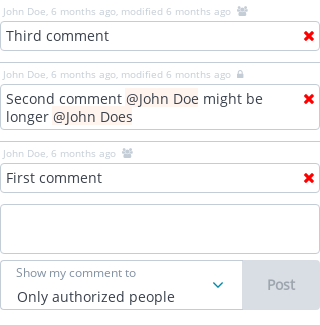 John Doe, 6 months ago, modified 6 months ago
Third comment
John Doe, 6 months ago, modified 6 months ago
Second comment @John Doe might be
longer @John Does
John Doe, 6 months ago
First comment
Show my comment to
Only authorized people
Post